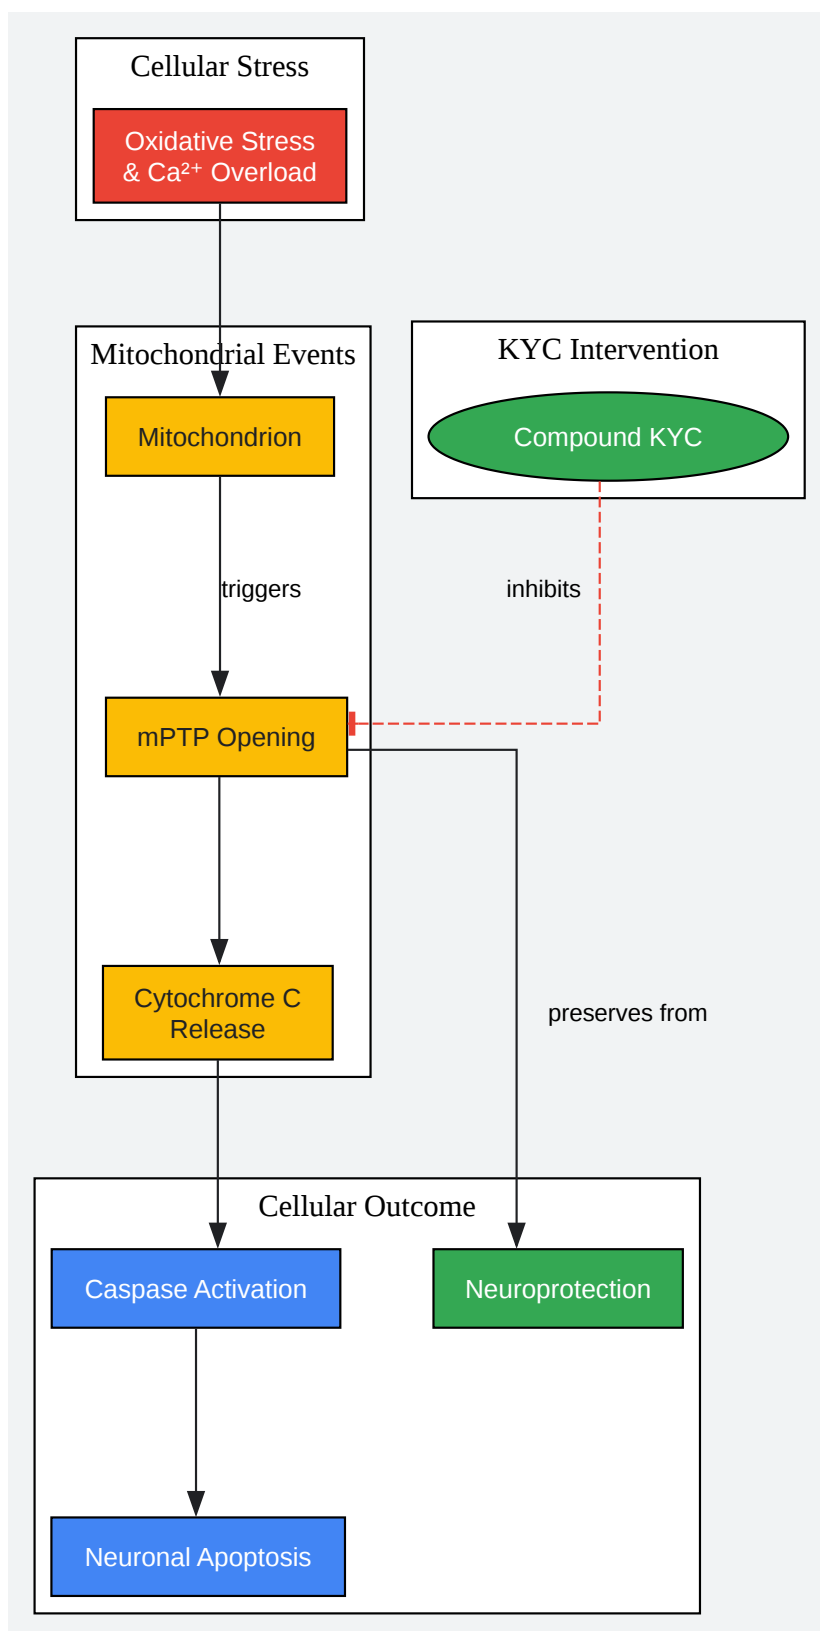 Cellular Stress
Oxidative Stress
& Ca²⁺ Overload
Mitochondrial Events
Mitochondrion
KYC Intervention
Compound KYC
triggers
inhibits
mPTP Opening
Cytochrome C
Release
preserves from
Cellular Outcome
Caspase Activation
Neuroprotection
Neuronal Apoptosis